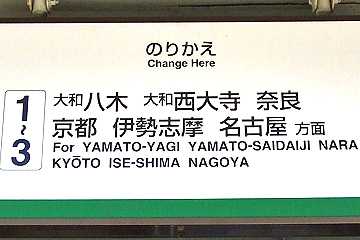 のりかえ
Change Here
1~3
大和八木 大和西大寺 奈良
京都 伊勢志摩 名古屋 方面
For YAMATO-YAGI YAMATO-SAIDAIJI NARA
KYŌTO ISE-SHIMA NAGOYA